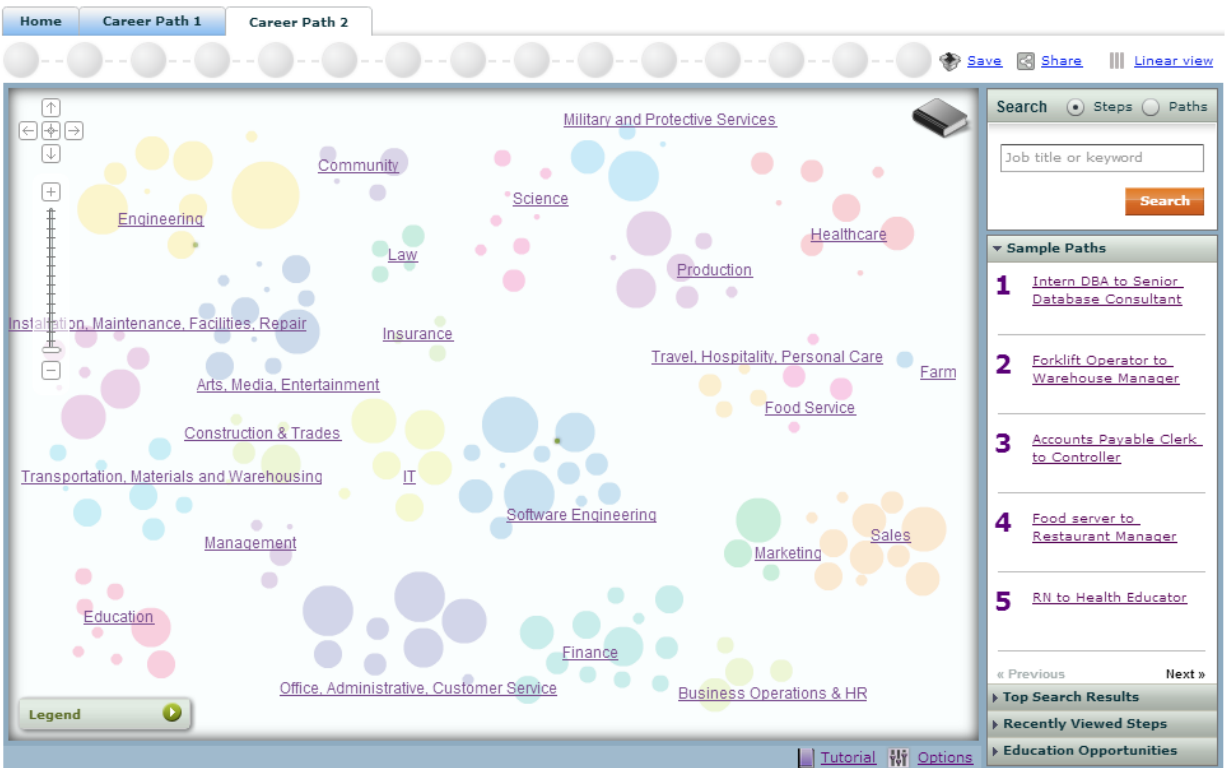 Home
Career Path 1
Career Path 2
Save
Share
Linear view
Military and Protective Services
Community
Science
Engineering
Healthcare
Law
Production
Installation, Maintenance, Facilities, Repair
Insurance
Travel, Hospitality, Personal Care
Farm
Arts, Media, Entertainment
Food Service
Construction & Trades
Transportation, Materials and Warehousing
IT
Software Engineering
Sales
Management
Marketing
Education
Finance
Office, Administrative, Customer Service
Business Operations & HR
Legend
Tutorial
Options
Search
Steps
Paths
Job title or keyword
Search
Sample Paths
1 Intern DBA to Senior
Database Consultant
2 Forklift Operator to
Warehouse Manager
3 Accounts Payable Clerk
to Controller
4 Food server to
Restaurant Manager
5 RN to Health Educator
« Previous
Next »
Top Search Results
Recently Viewed Steps
Education Opportunities